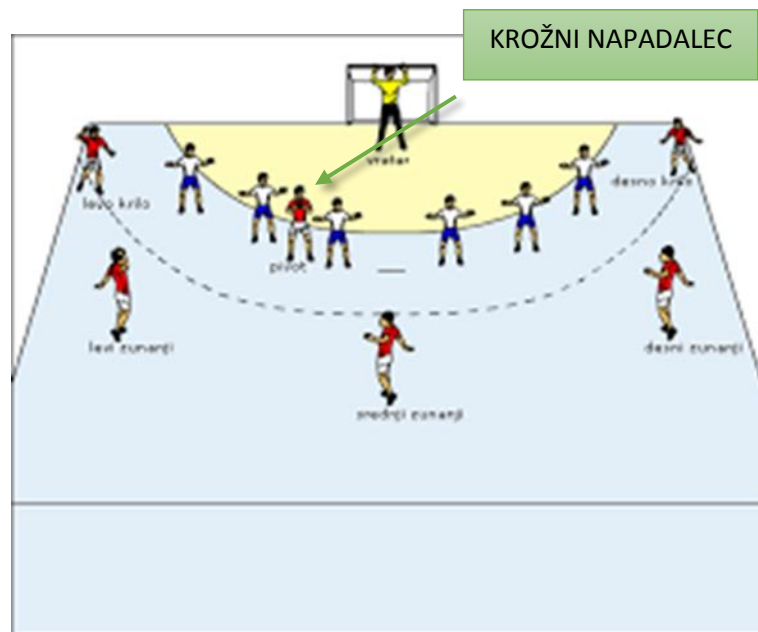 KROŽNI NAPADALEC
vratar
levo krilo
desno krilo
pivot
levi zunanji
desni zunanji
srednji zunanji